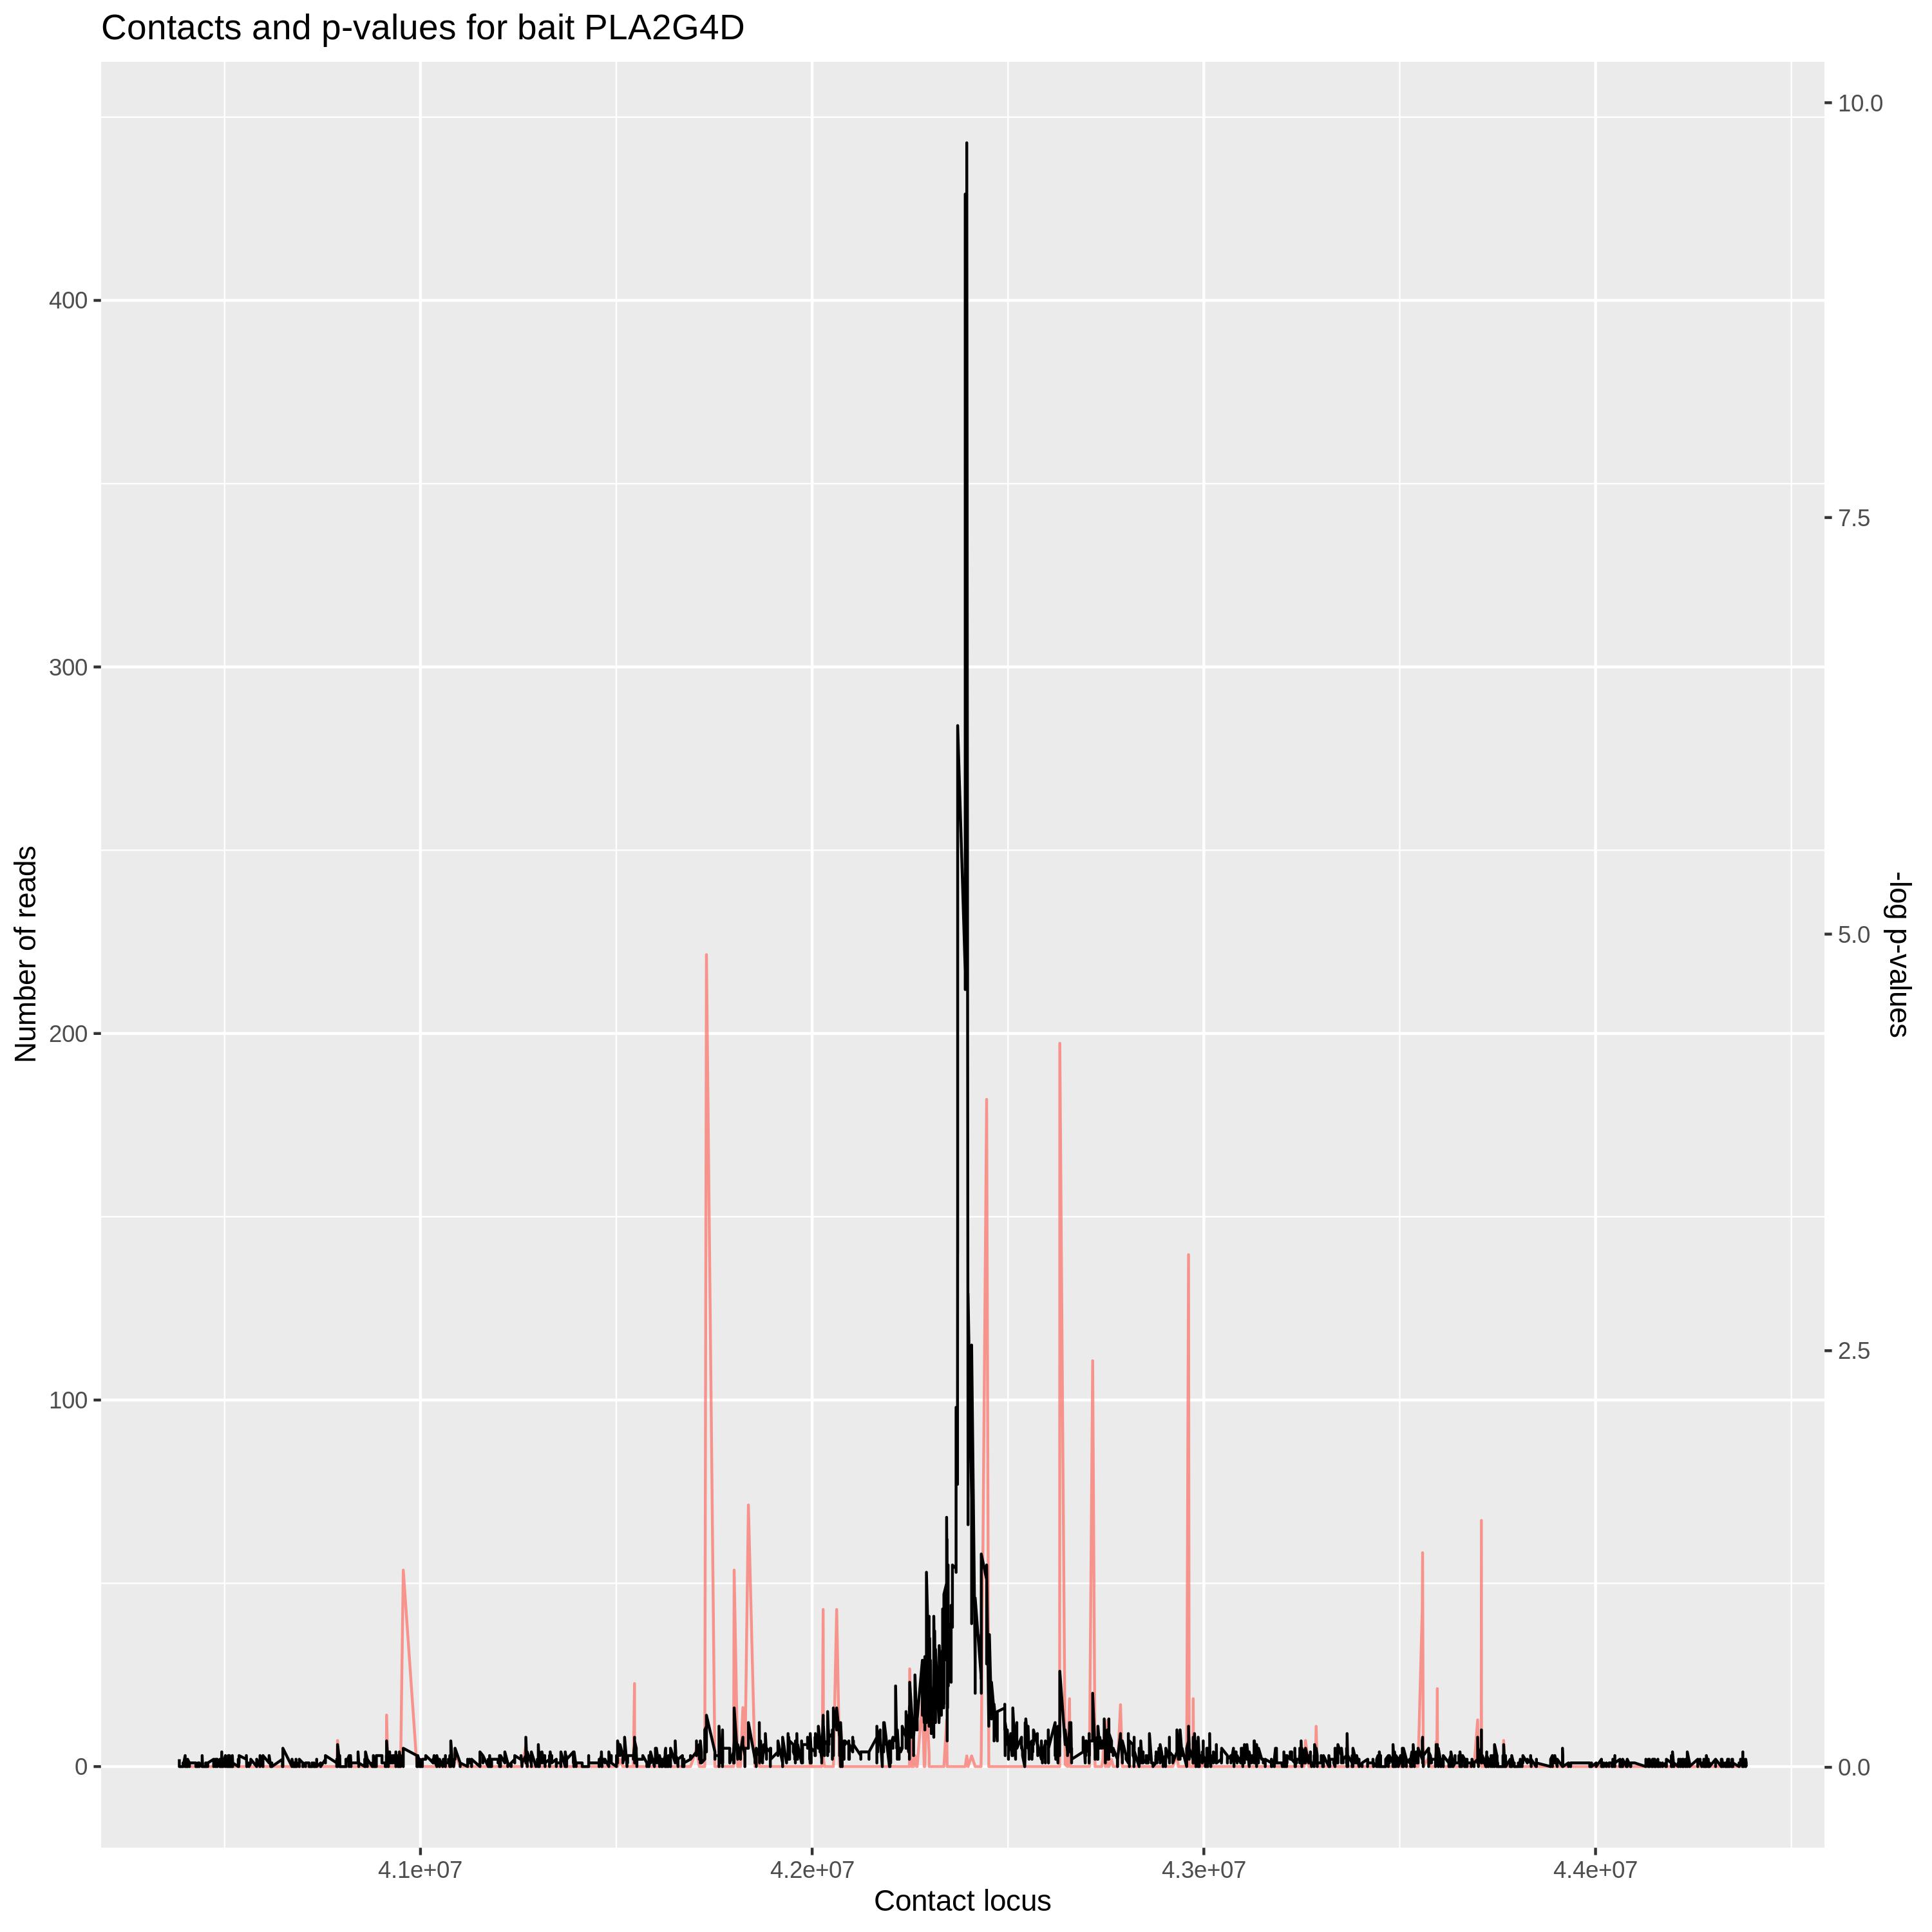 Contacts and p-values for bait PLA2G4D
Number of reads
400
300
200
100
0
10.0
7.5
5.0
2.5
0.0
-log p-values
4.1e+07
4.2e+07
4.3e+07
4.4e+07
Contact locus